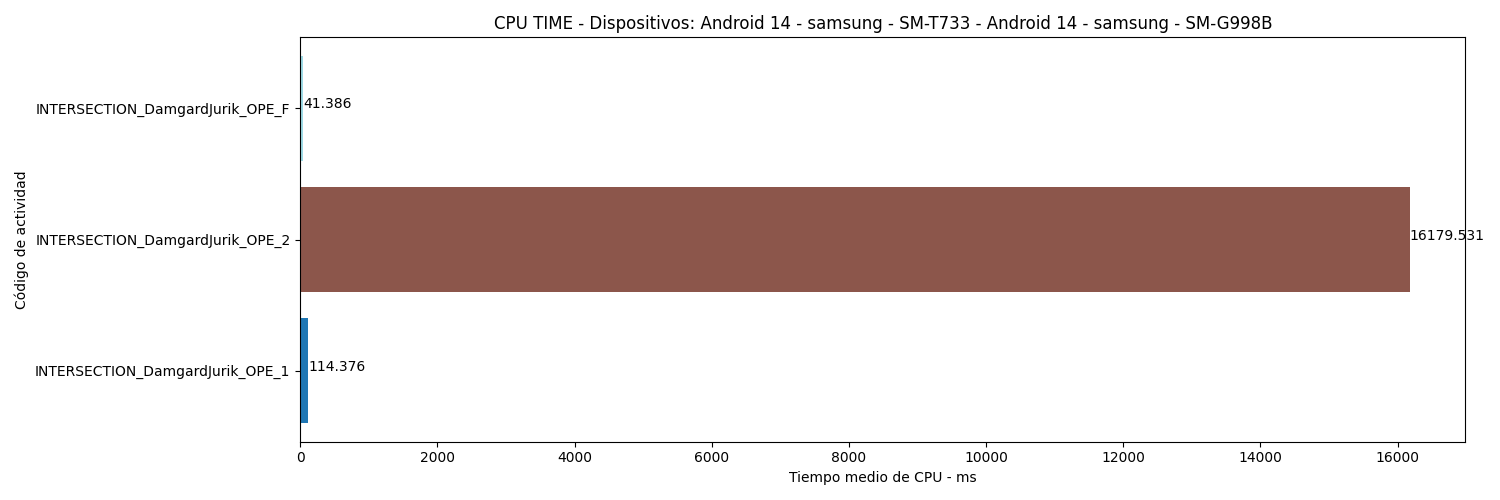 CPU TIME - Dispositivos: Android 14 - samsung - SM-T733 - Android 14 - samsung - SM-G998B
Código de actividad
INTERSECTION_DamgardJurik_OPE_F
41.386
INTERSECTION_DamgardJurik_OPE_2
16179.531
INTERSECTION_DamgardJurik_OPE_1
114.376
0 2000 4000 6000 8000 10000 12000 14000 16000
Tiempo medio de CPU - ms